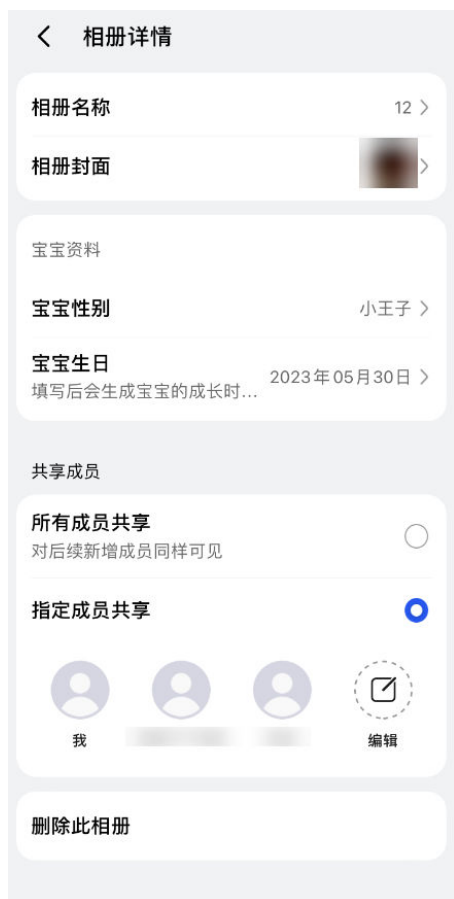 相册详情
相册名称
12
相册封面
宝宝资料
宝宝性别
小王子
宝宝生日
填写后会生成宝宝的成长时...
2023年05月30日
共享成员
所有成员共享
对后续新增成员同样可见
指定成员共享
我
编辑
删除此相册